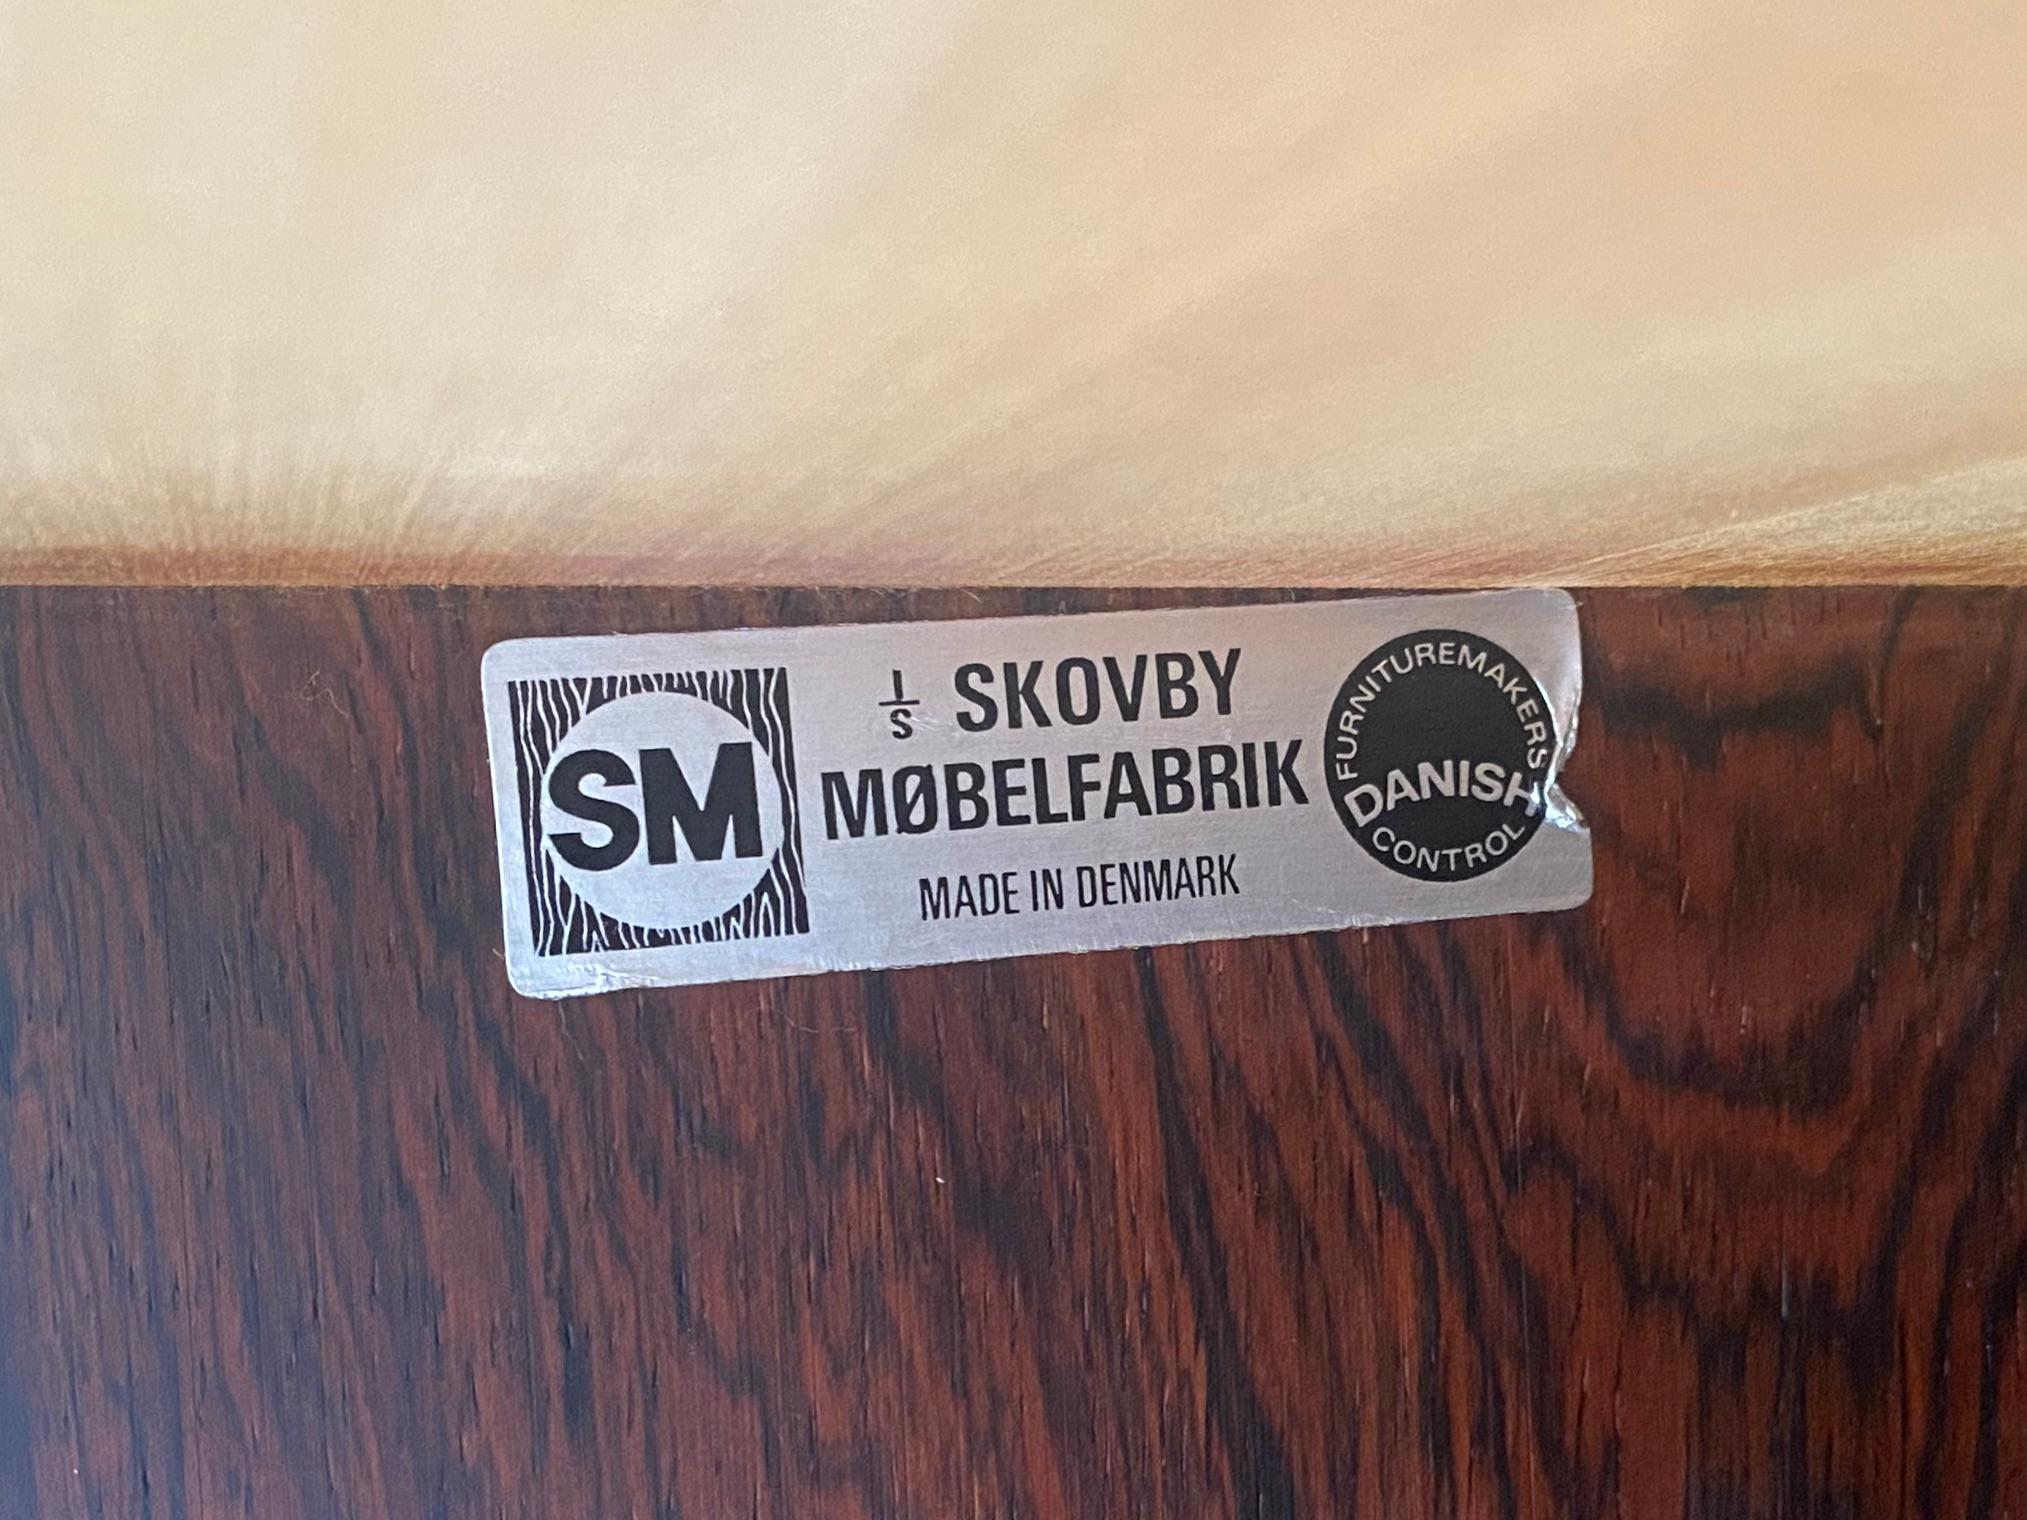 SM
I/S SKOVBY
MØBELFABRIK
MADE IN DENMARK
FURNITUREMAKERS
DANISH
CONTROL